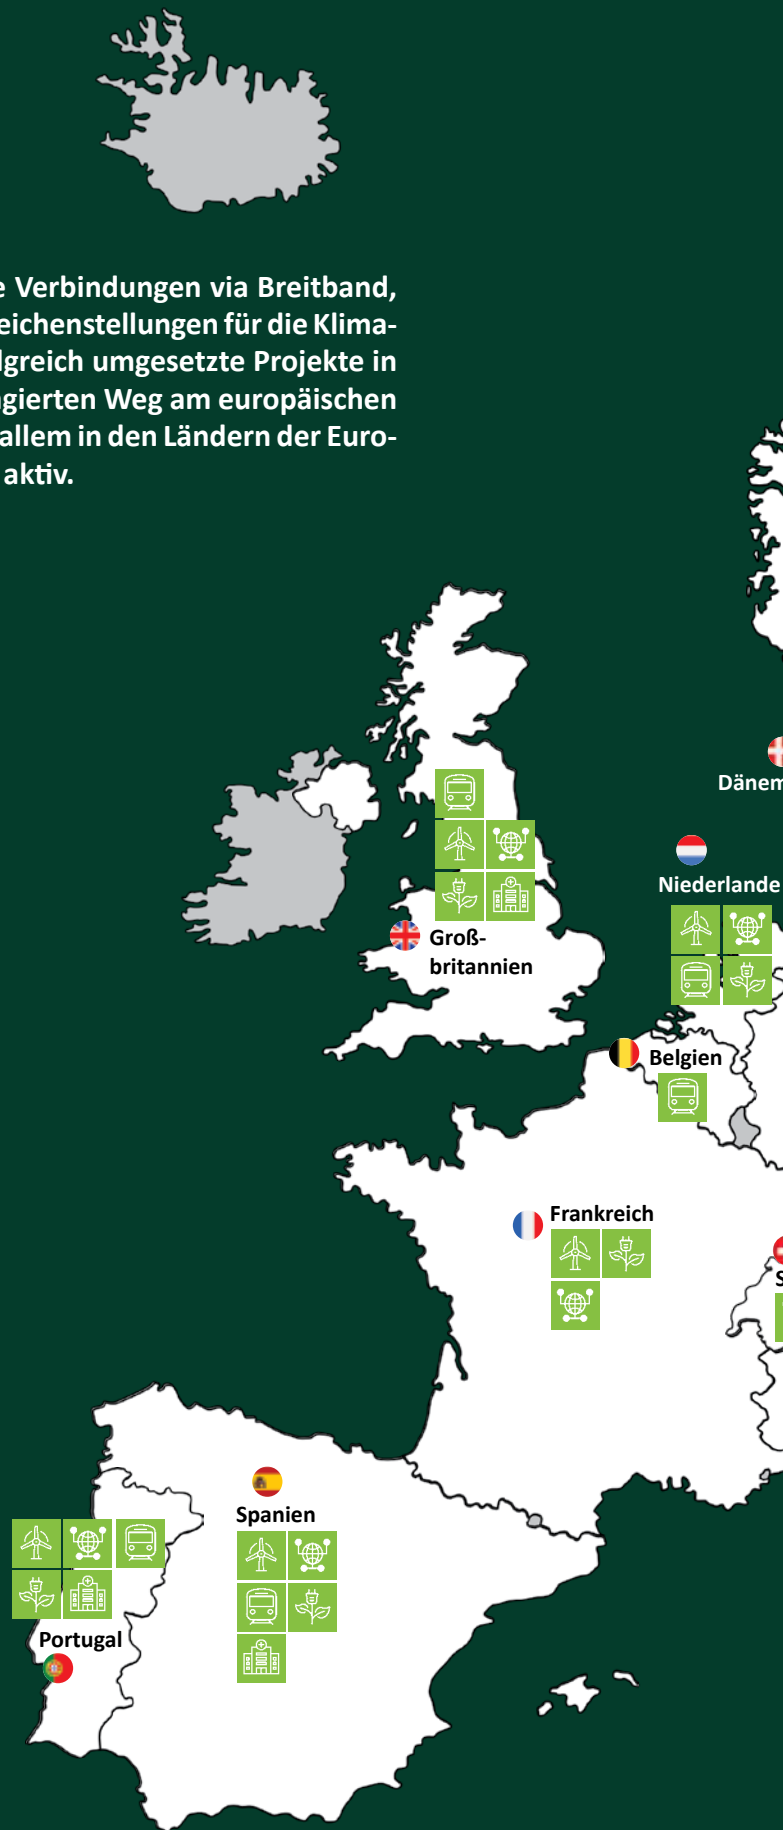 e Verbindungen via Breitband,
eichenstellungen für die Klima-
lgreich umgesetzte Projekte in
gierten Weg am europäischen
allem in den Ländern der Euro-
aktiv.
Dänem
Niederlande
Groß-
britannien
Belgien
Frankreich
S
Spanien
Portugal